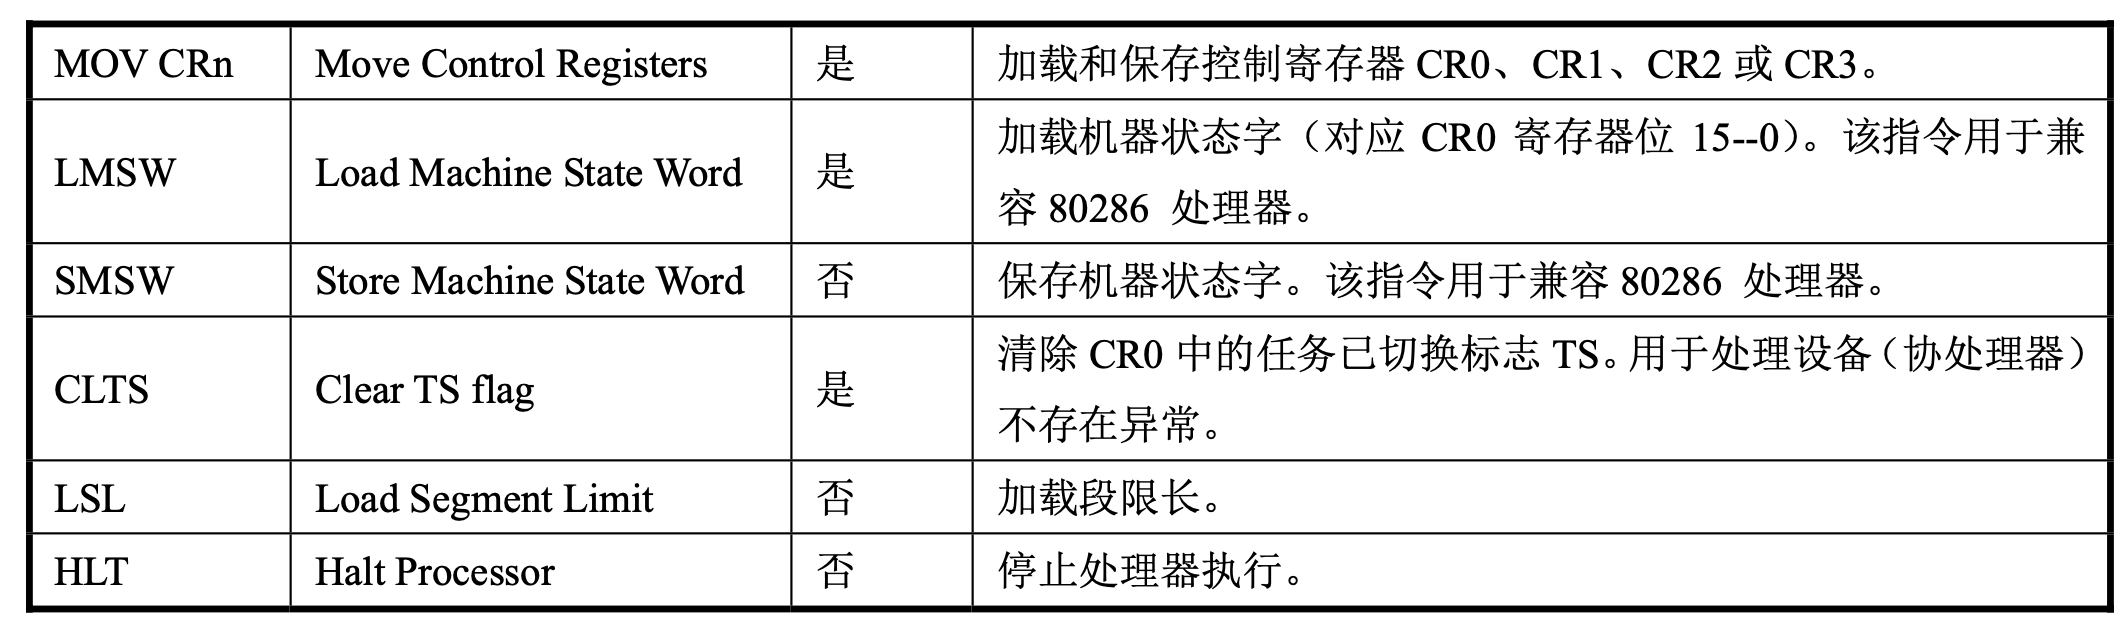 MOV CRn Move Control Registers 是 加载和保存控制寄存器 CR0、CR1、CR2 或 CR3。
LMSW Load Machine State Word 是 加载机器状态字（对应 CR0 寄存器位 15--0）。该指令用于兼
容 80286 处理器。
SMSW Store Machine State Word 否 保存机器状态字。该指令用于兼容 80286 处理器。
CLTS Clear TS flag 是 清除 CR0 中的任务已切换标志 TS。用于处理设备（协处理器）
不存在异常。
LSL Load Segment Limit 否 加载段限长。
HLT Halt Processor 否 停止处理器执行。